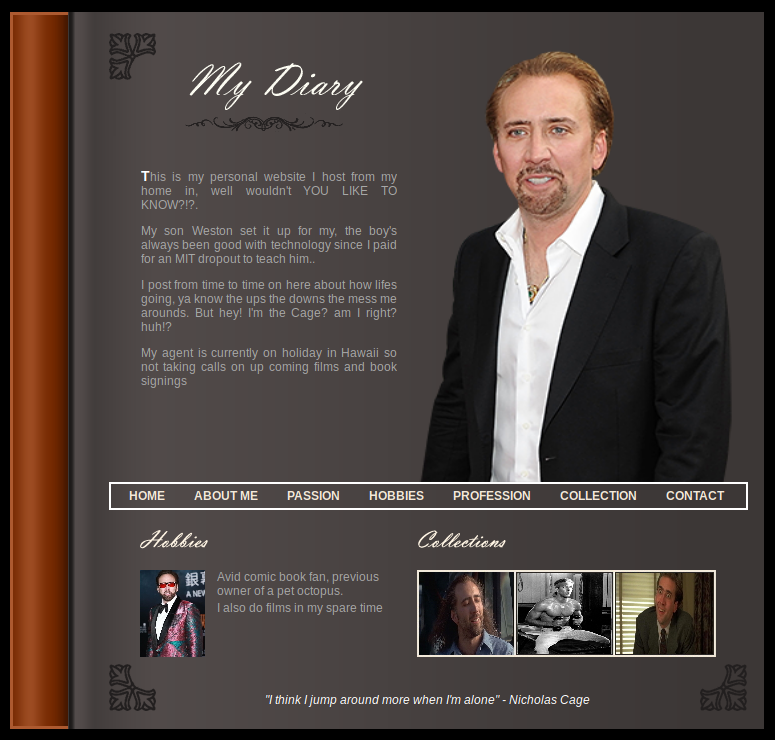 My Diary
This is my personal website I host from my
home in, well wouldn't YOU LIKE TO
KNOW?!?.
My son Weston set it up for my, the boy's
always been good with technology since I paid
for an MIT dropout to teach him..
I post from time to time on here about how lifes
going, ya know the ups the downs the mess me
arounds. But hey! I'm the Cage? am I right?
huh!?
My agent is currently on holiday in Hawaii so
not taking calls on up coming films and book
signings
HOME ABOUT ME PASSION HOBBIES PROFESSION COLLECTION CONTACT
Hobbies
Avid comic book fan, previous
owner of a pet octopus.
I also do films in my spare time
Collections
"I think I jump around more when I'm alone" - Nicholas Cage